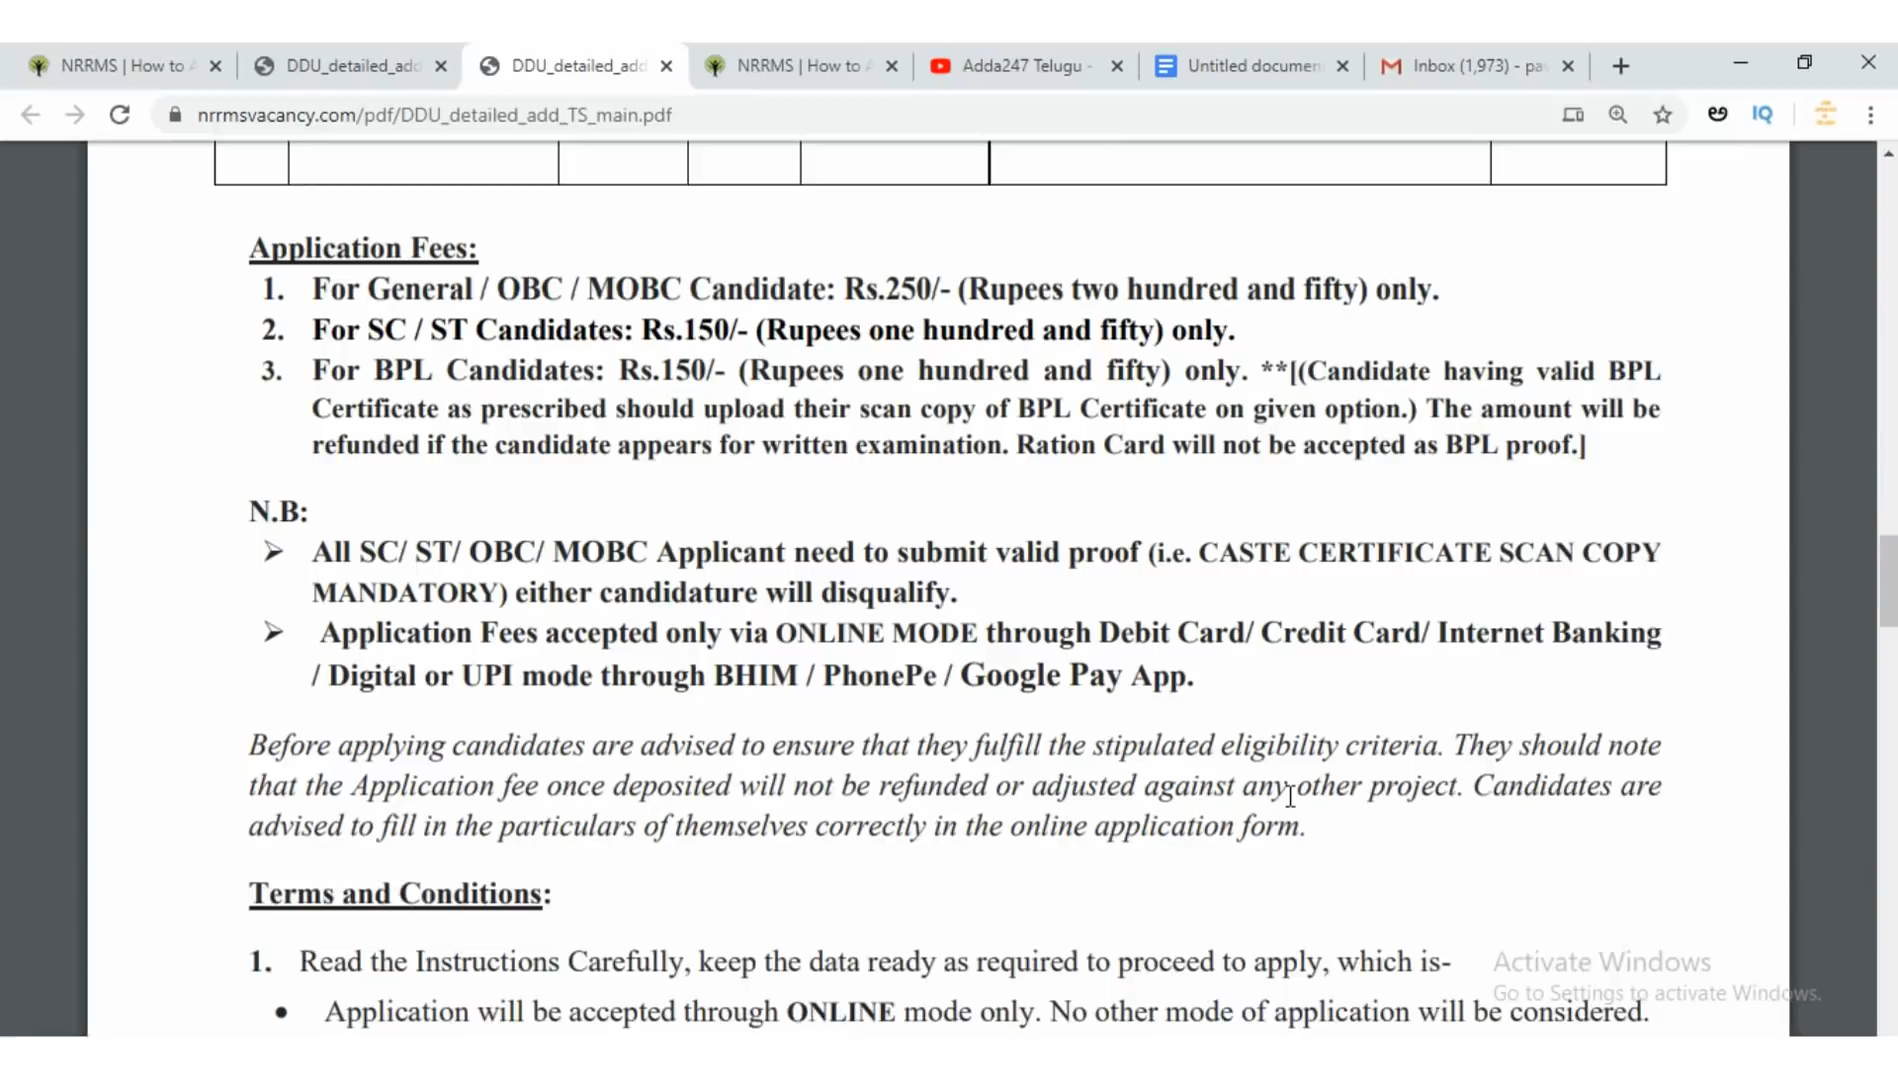 NRRMS | How to
DDU_detailed_add
DDU_detailed_add
NRRMS | How to
Adda247 Telugu -
Untitled documen
Inbox (1,973) - pa
nrrmsvacancy.com/pdf/DDU_detailed_add_TS_main.pdf
IQ
Application Fees:
1. For General / OBC / MOBC Candidate: Rs.250/- (Rupees two hundred and fifty) only.
2. For SC / ST Candidates: Rs.150/- (Rupees one hundred and fifty) only.
3. For BPL Candidates: Rs.150/- (Rupees one hundred and fifty) only. **[(Candidate having valid BPL
Certificate as prescribed should upload their scan copy of BPL Certificate on given option.) The amount will be
refunded if the candidate appears for written examination. Ration Card will not be accepted as BPL proof.]
N.B:
➢ All SC/ ST/ OBC/ MOBC Applicant need to submit valid proof (i.e. CASTE CERTIFICATE SCAN COPY
MANDATORY) either candidature will disqualify.
➢ Application Fees accepted only via ONLINE MODE through Debit Card/ Credit Card/ Internet Banking
/ Digital or UPI mode through BHIM / PhonePe / Google Pay App.
Before applying candidates are advised to ensure that they fulfill the stipulated eligibility criteria. They should note
that the Application fee once deposited will not be refunded or adjusted against any other project. Candidates are
advised to fill in the particulars of themselves correctly in the online application form.
Terms and Conditions:
1. Read the Instructions Carefully, keep the data ready as required to proceed to apply, which is-
• Application will be accepted through ONLINE mode only. No other mode of application will be considered.
Activate Windows
Go to Settings to activate Windows.